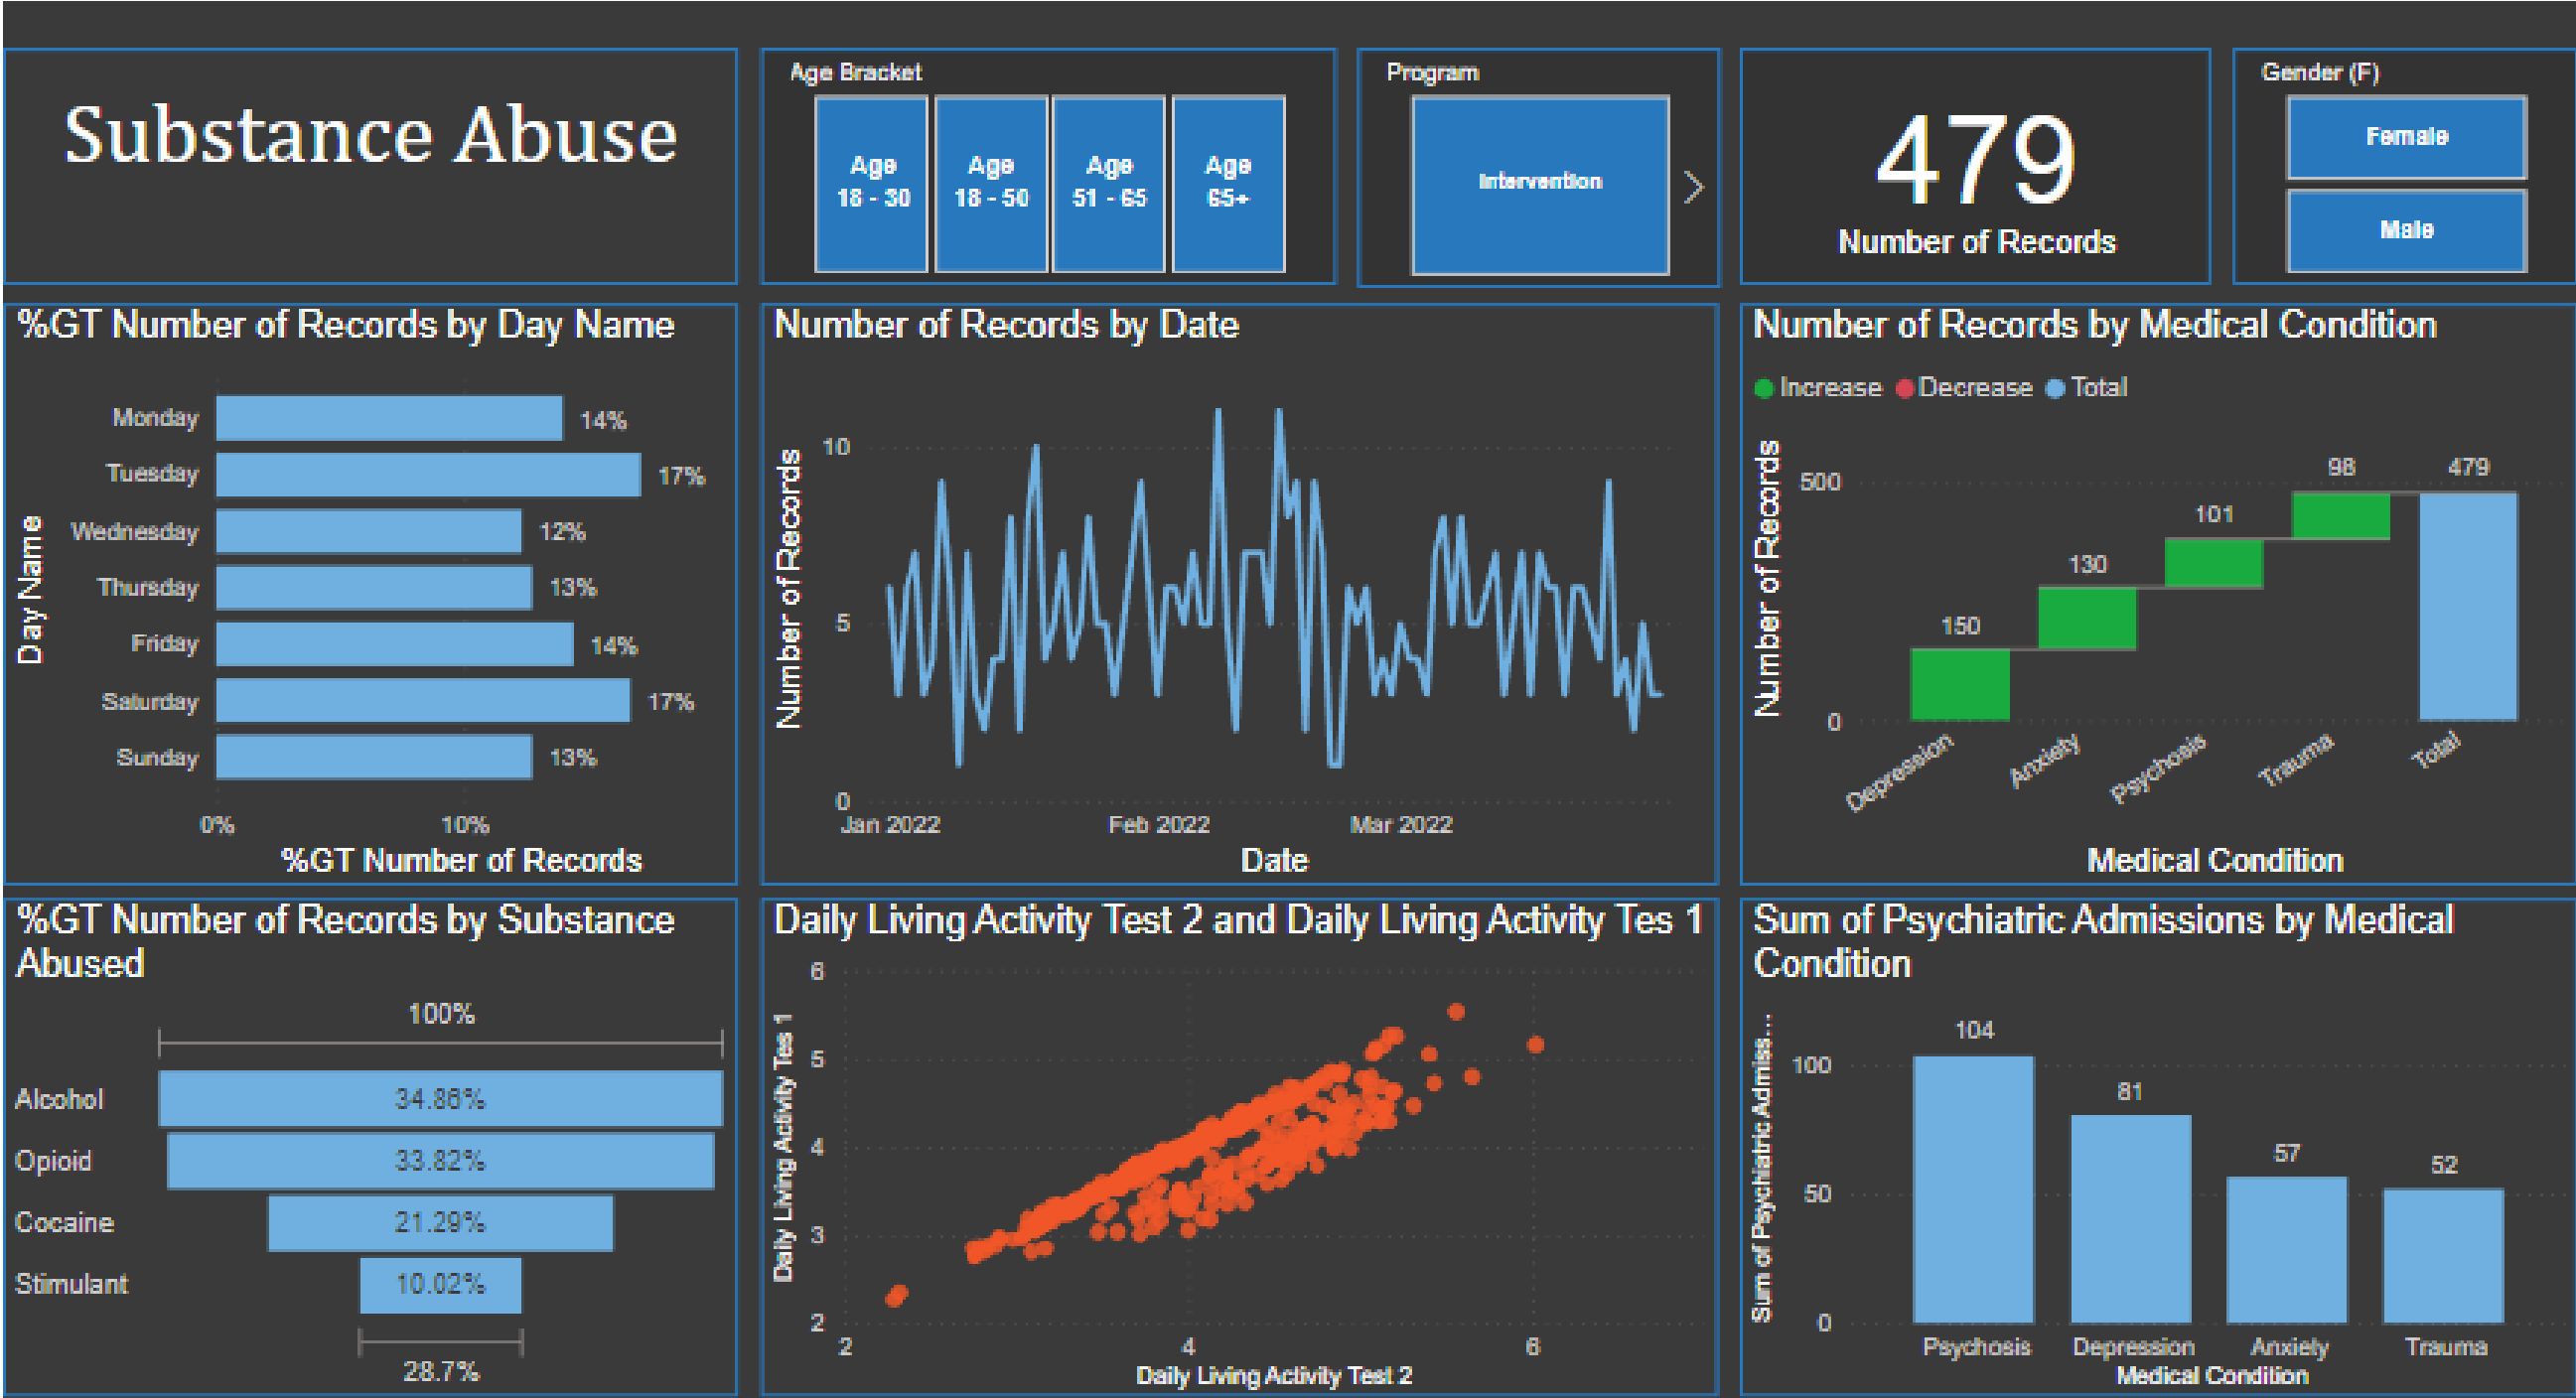 Substance Abuse
Age Bracket
Age
18 - 30
Age
18 - 50
Age
51 - 65
Age
65+
Program
Intervention
479
Number of Records
Gender (F)
Female
Male
%GT Number of Records by Day Name
Day Name
Monday
14%
Tuesday
17%
Wednesday
12%
Thursday
13%
Friday
14%
Saturday
17%
Sunday
13%
0%
10%
%GT Number of Records
Number of Records by Date
Number of Records
10
5
0
Jan 2022
Feb 2022
Mar 2022
Date
Number of Records by Medical Condition
Increase
Decrease
Total
Number of Records
500
0
150
130
101
98
479
Depression
Anxiety
Psychosis
Trauma
Total
Medical Condition
%GT Number of Records by Substance
Abused
100%
Alcohol
34.86%
Opioid
33.82%
Cocaine
21.29%
Stimulant
10.02%
28.7%
Daily Living Activity Test 2 and Daily Living Activity Tes 1
Daily Living Activity Tes 1
6
5
4
3
2
2
4
6
Daily Living Activity Test 2
Sum of Psychiatric Admissions by Medical
Condition
Sum of Psychiatric Admiss...
100
50
0
104
81
57
52
Psychosis
Depression
Anxiety
Trauma
Medical Condition